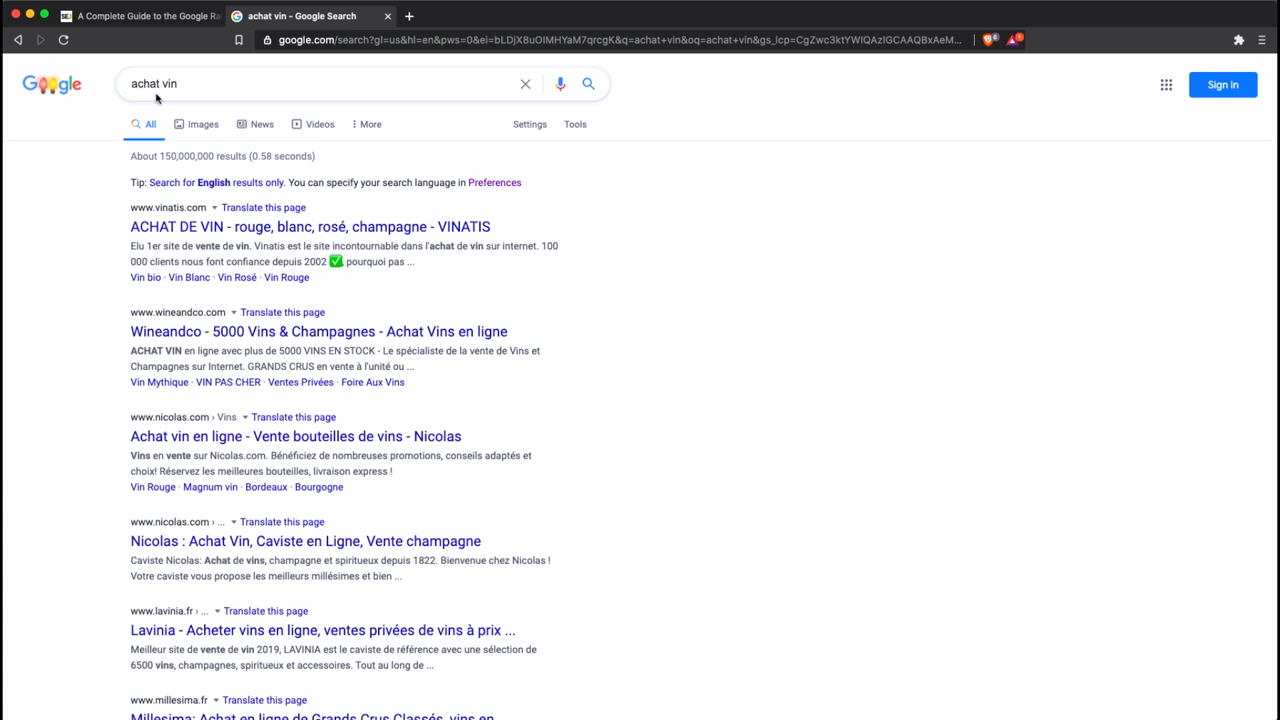 A Complete Guide to the Google Ra
achat vin - Google Search
google.com/search?gl=us&hl=en&pws=0&ei=bLDjX8uOIMHYaM7qrcgK&q=achat+vin&oq=achat+vin&gs_lcp=CgZwc3ktYWIQAzIGCAAQBxAeM...
Google
achat vin
Sign in
All Images News Videos More Settings Tools
About 150,000,000 results (0.58 seconds)
Tip: Search for English results only. You can specify your search language in Preferences
www.vinatis.com Translate this page
ACHAT DE VIN - rouge, blanc, rosé, champagne - VINATIS
Elu 1er site de vente de vin. Vinatis est le site incontournable dans l'achat de vin sur internet. 100
000 clients nous font confiance depuis 2002 ✅, pourquoi pas ...
Vin bio · Vin Blanc · Vin Rosé · Vin Rouge
www.wineandco.com Translate this page
Wineandco - 5000 Vins & Champagnes - Achat Vins en ligne
ACHAT VIN en ligne avec plus de 5000 VINS EN STOCK - Le spécialiste de la vente de Vins et
Champagnes sur Internet. GRANDS CRUS en vente à l'unité ou ...
Vin Mythique · VIN PAS CHER · Ventes Privées · Foire Aux Vins
www.nicolas.com › Vins Translate this page
Achat vin en ligne - Vente bouteilles de vins - Nicolas
Vins en vente sur Nicolas.com. Bénéficiez de nombreuses promotions, conseils adaptés et
choix! Réservez les meilleures bouteilles, livraison express !
Vin Rouge · Magnum vin · Bordeaux · Bourgogne
www.nicolas.com › ... Translate this page
Nicolas : Achat Vin, Caviste en Ligne, Vente champagne
Caviste Nicolas: Achat de vins, champagne et spiritueux depuis 1822. Bienvenue chez Nicolas !
Votre caviste vous propose les meilleurs millésimes et bien ...
www.lavinia.fr › ... Translate this page
Lavinia - Acheter vins en ligne, ventes privées de vins à prix ...
Meilleur site de vente de vin 2019, LAVINIA est le caviste de référence avec une sélection de
6500 vins, champagnes, spiritueux et accessoires. Tout au long de ...
www.millesima.fr Translate this page
Millesima: Achat en ligne de Grands Crus Classés, vins en